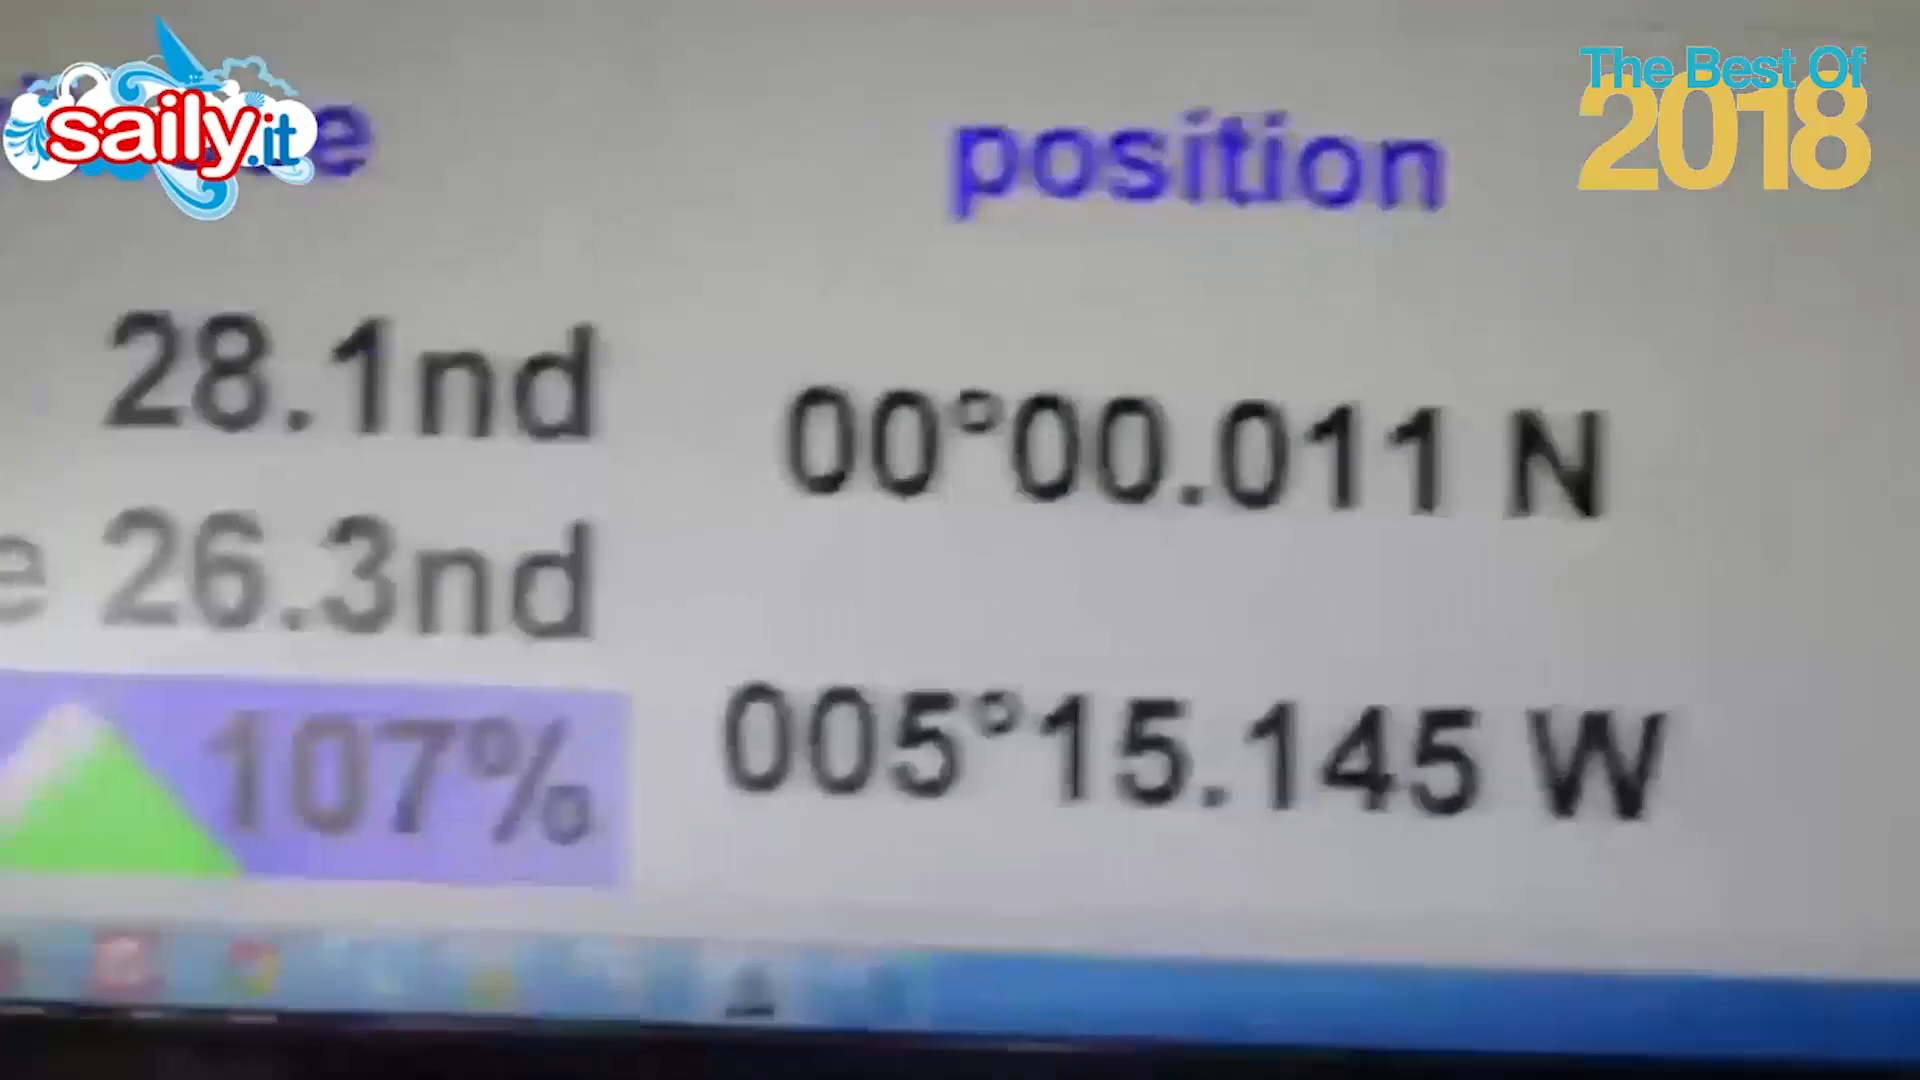 saily.it
The Best Of
2018
position
28.1nd
00°00.011 N
26.3nd
005°15.145 W
107%